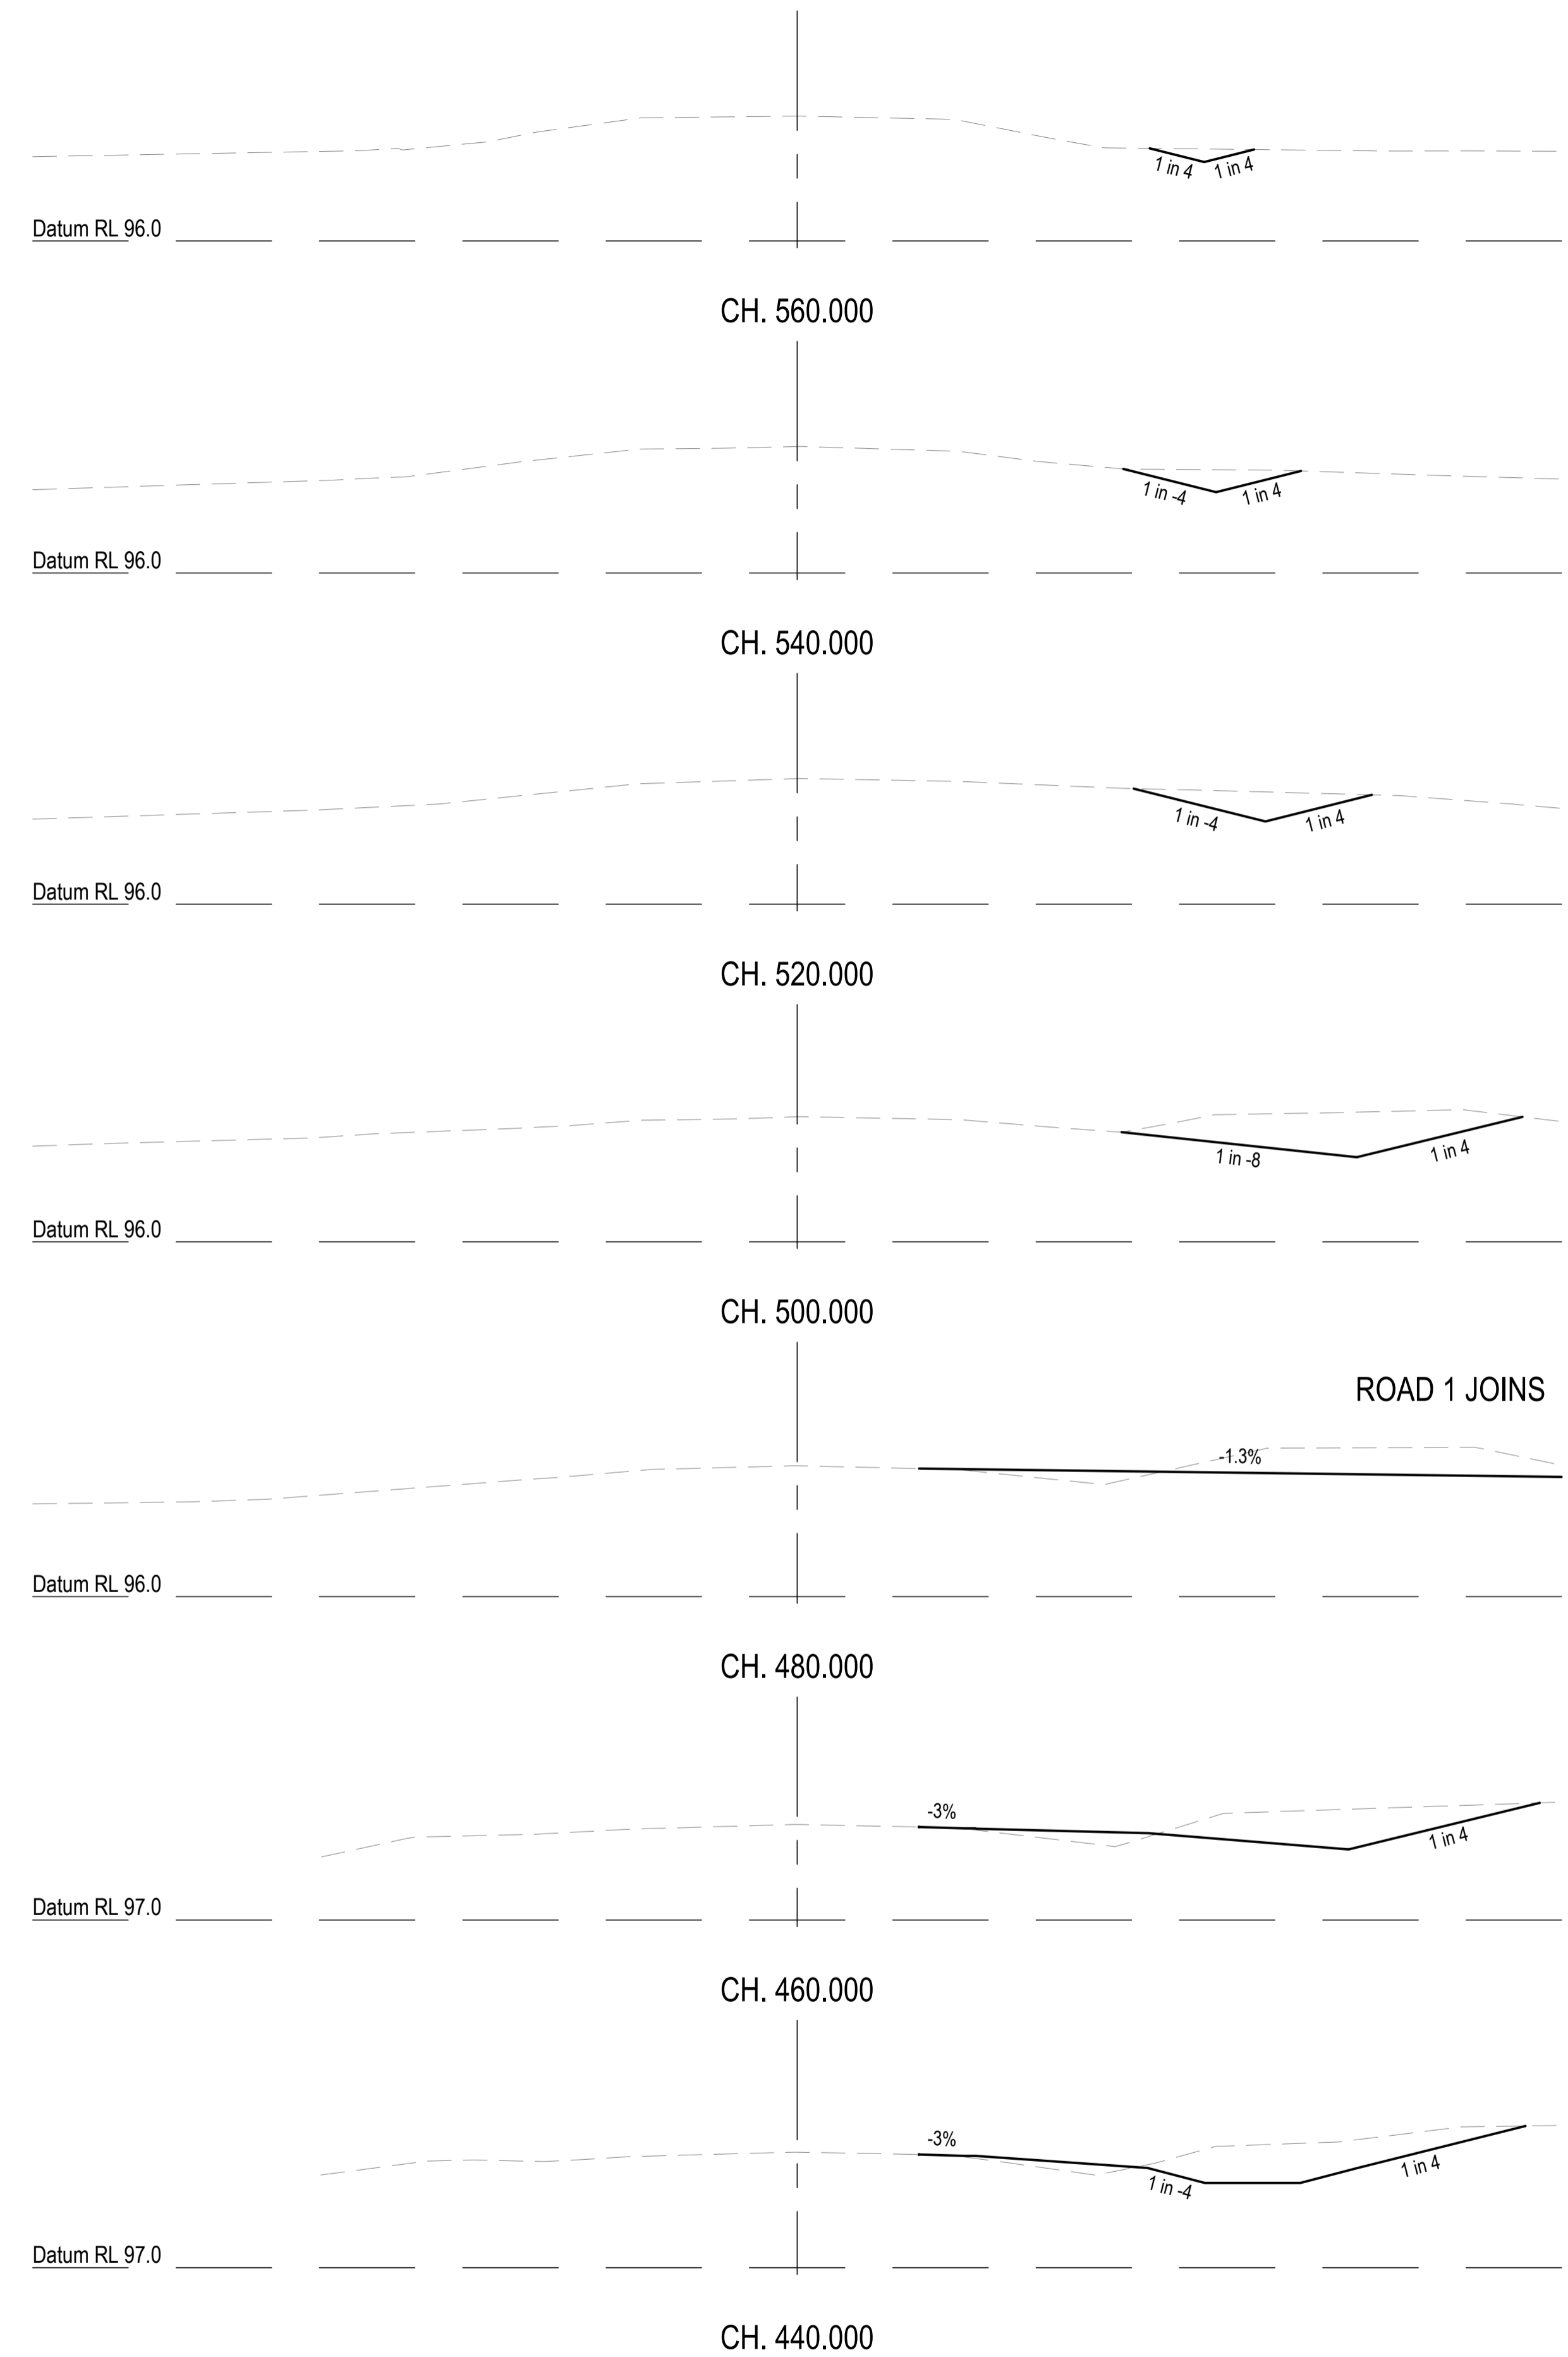 1 in 4 1 in 4
Datum RL 96.0
CH. 560.000
1 in -4 1 in 4
Datum RL 96.0
CH. 540.000
1 in -4 1 in 4
Datum RL 96.0
CH. 520.000
1 in -8 1 in 4
Datum RL 96.0
CH. 500.000
ROAD 1 JOINS
-1.3%
Datum RL 96.0
CH. 480.000
-3%
1 in 4
Datum RL 97.0
CH. 460.000
-3%
1 in -4 1 in 4
Datum RL 97.0
CH. 440.000